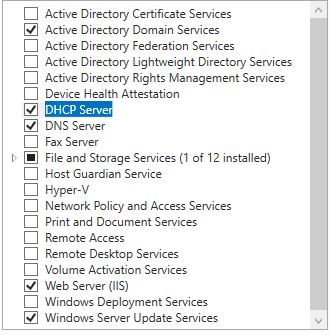 Active Directory Certificate Services
Active Directory Domain Services
Active Directory Federation Services
Active Directory Lightweight Directory Services
Active Directory Rights Management Services
Device Health Attestation
DHCP Server
DNS Server
Fax Server
File and Storage Services (1 of 12 installed)
Host Guardian Service
Hyper-V
Network Policy and Access Services
Print and Document Services
Remote Access
Remote Desktop Services
Volume Activation Services
Web Server (IIS)
Windows Deployment Services
Windows Server Update Services